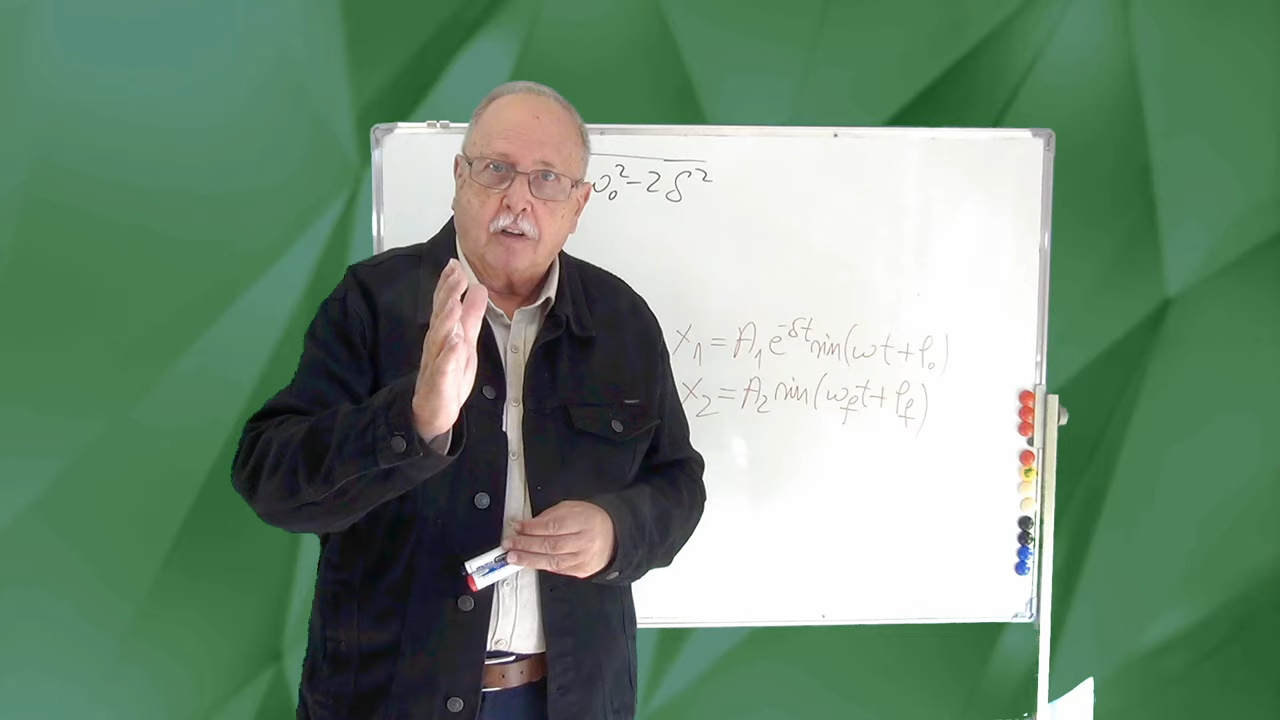 ω₀²-2δ²
x₁=A₁e^-δt sin(ωt+φ₀)
x₂=A₂ sin(ω_f t+φ_f)